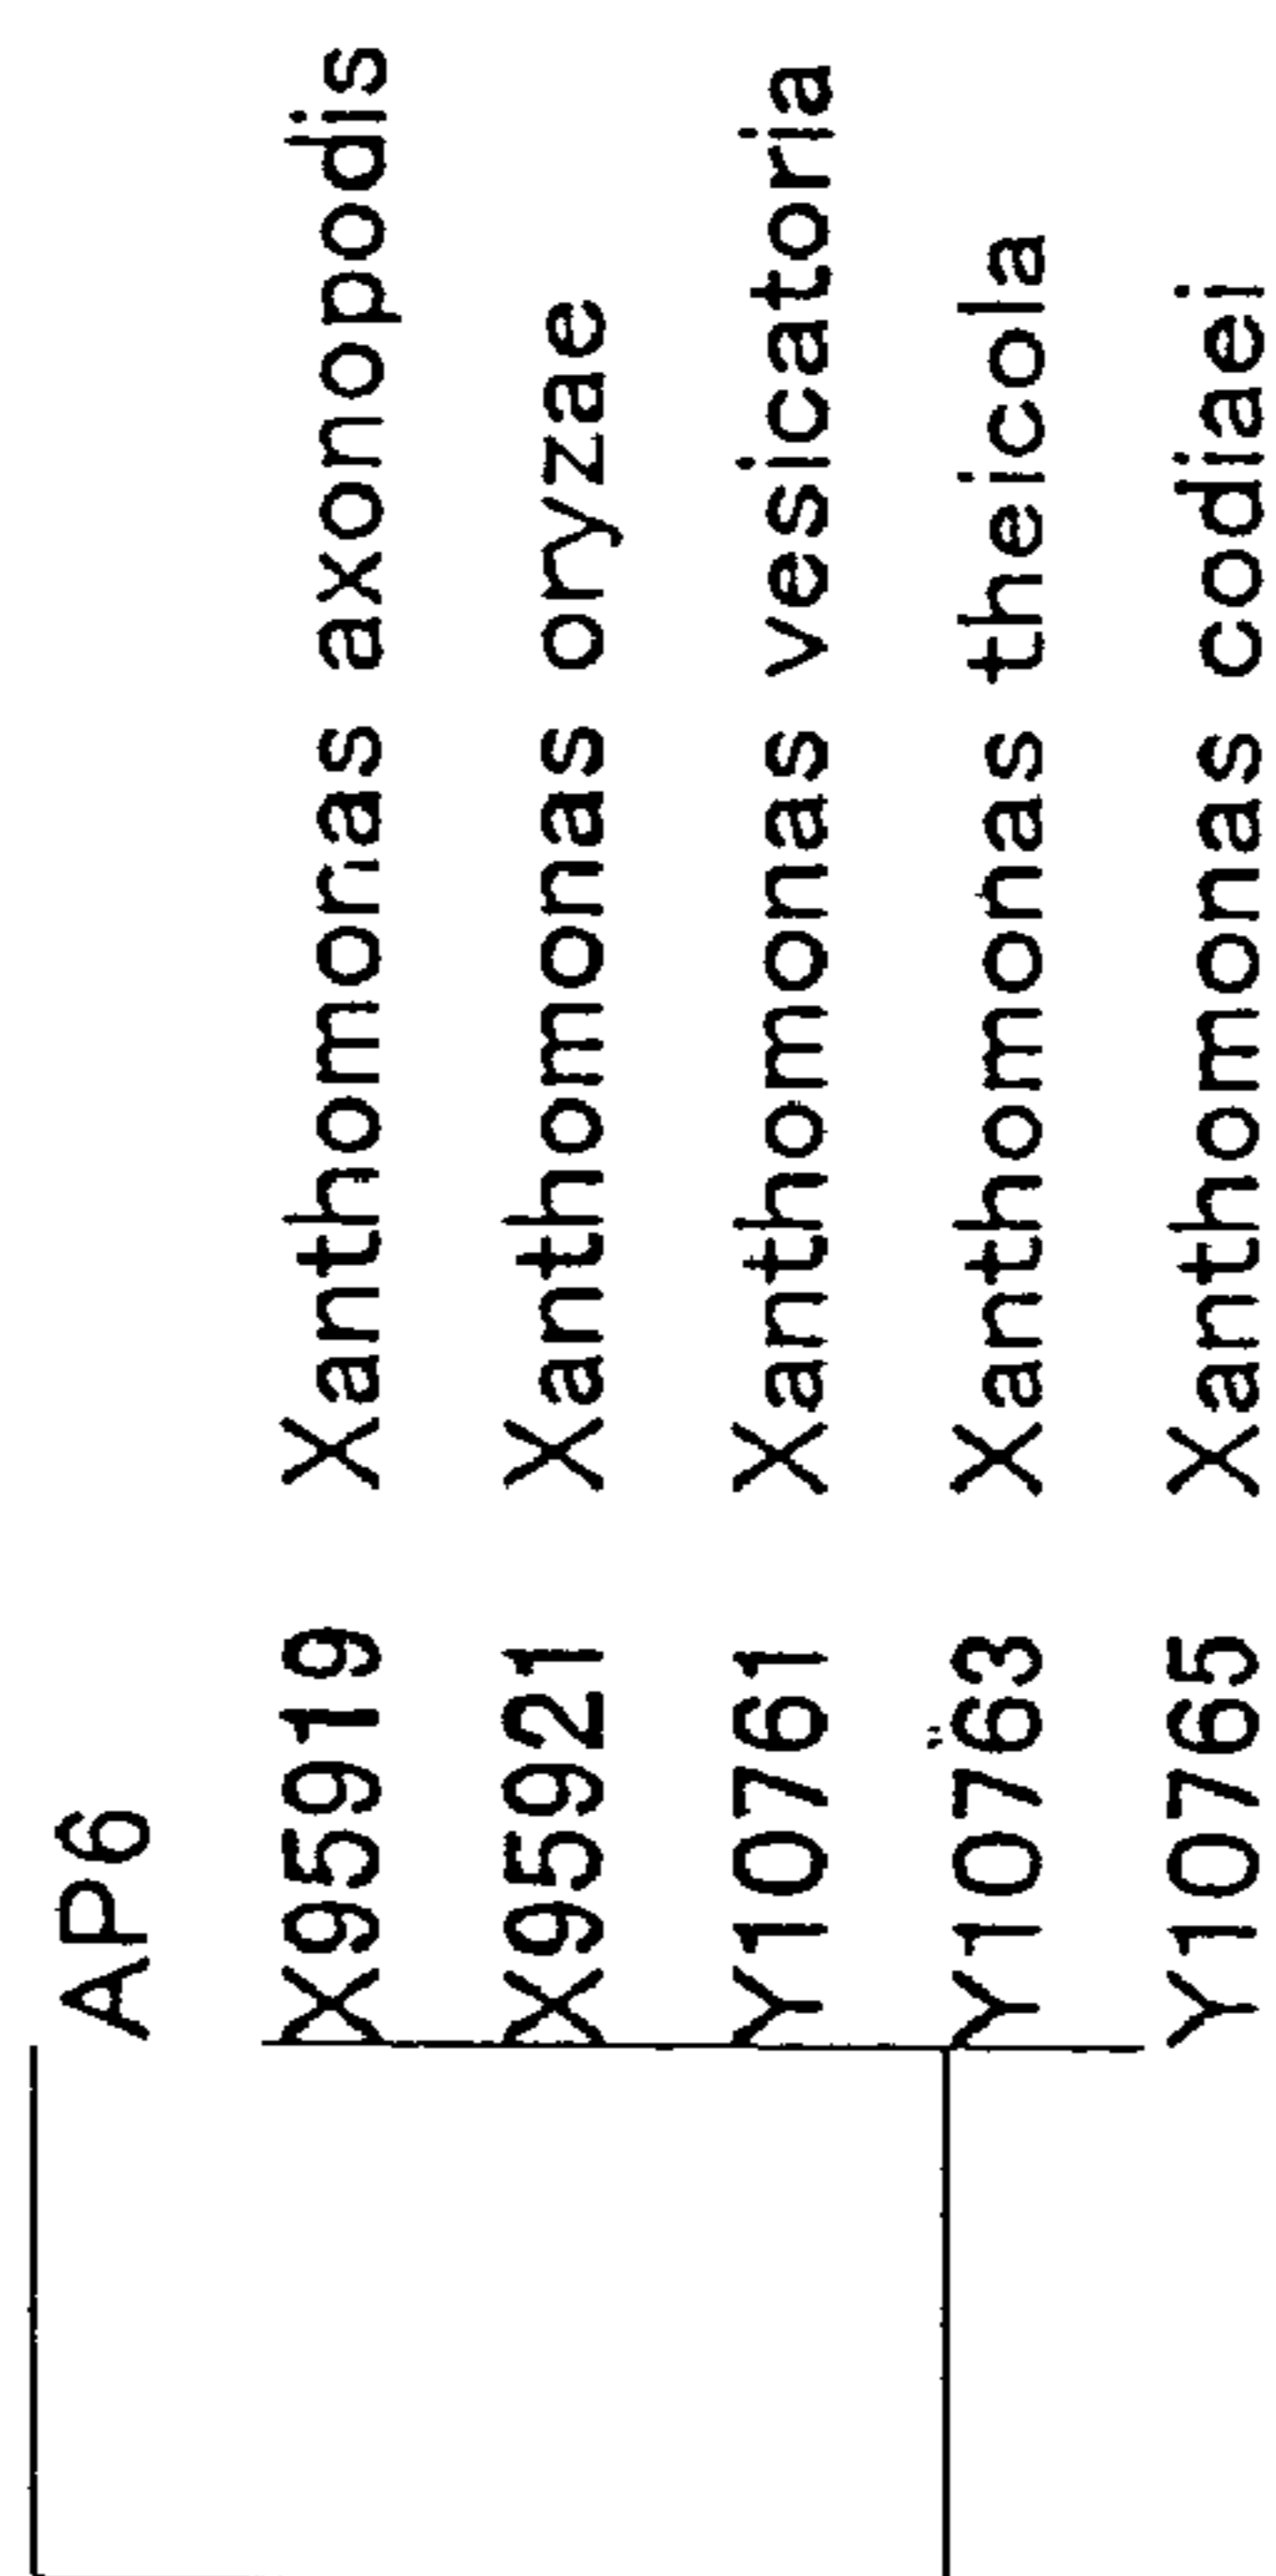 AP6
X95919 Xanthomonas axonopodis
X95921 Xanthomonas oryzae
Y10761 Xanthomonas vesicatoria
Y10763 Xanthomonas theicola
Y10765 Xanthomonas codiaei